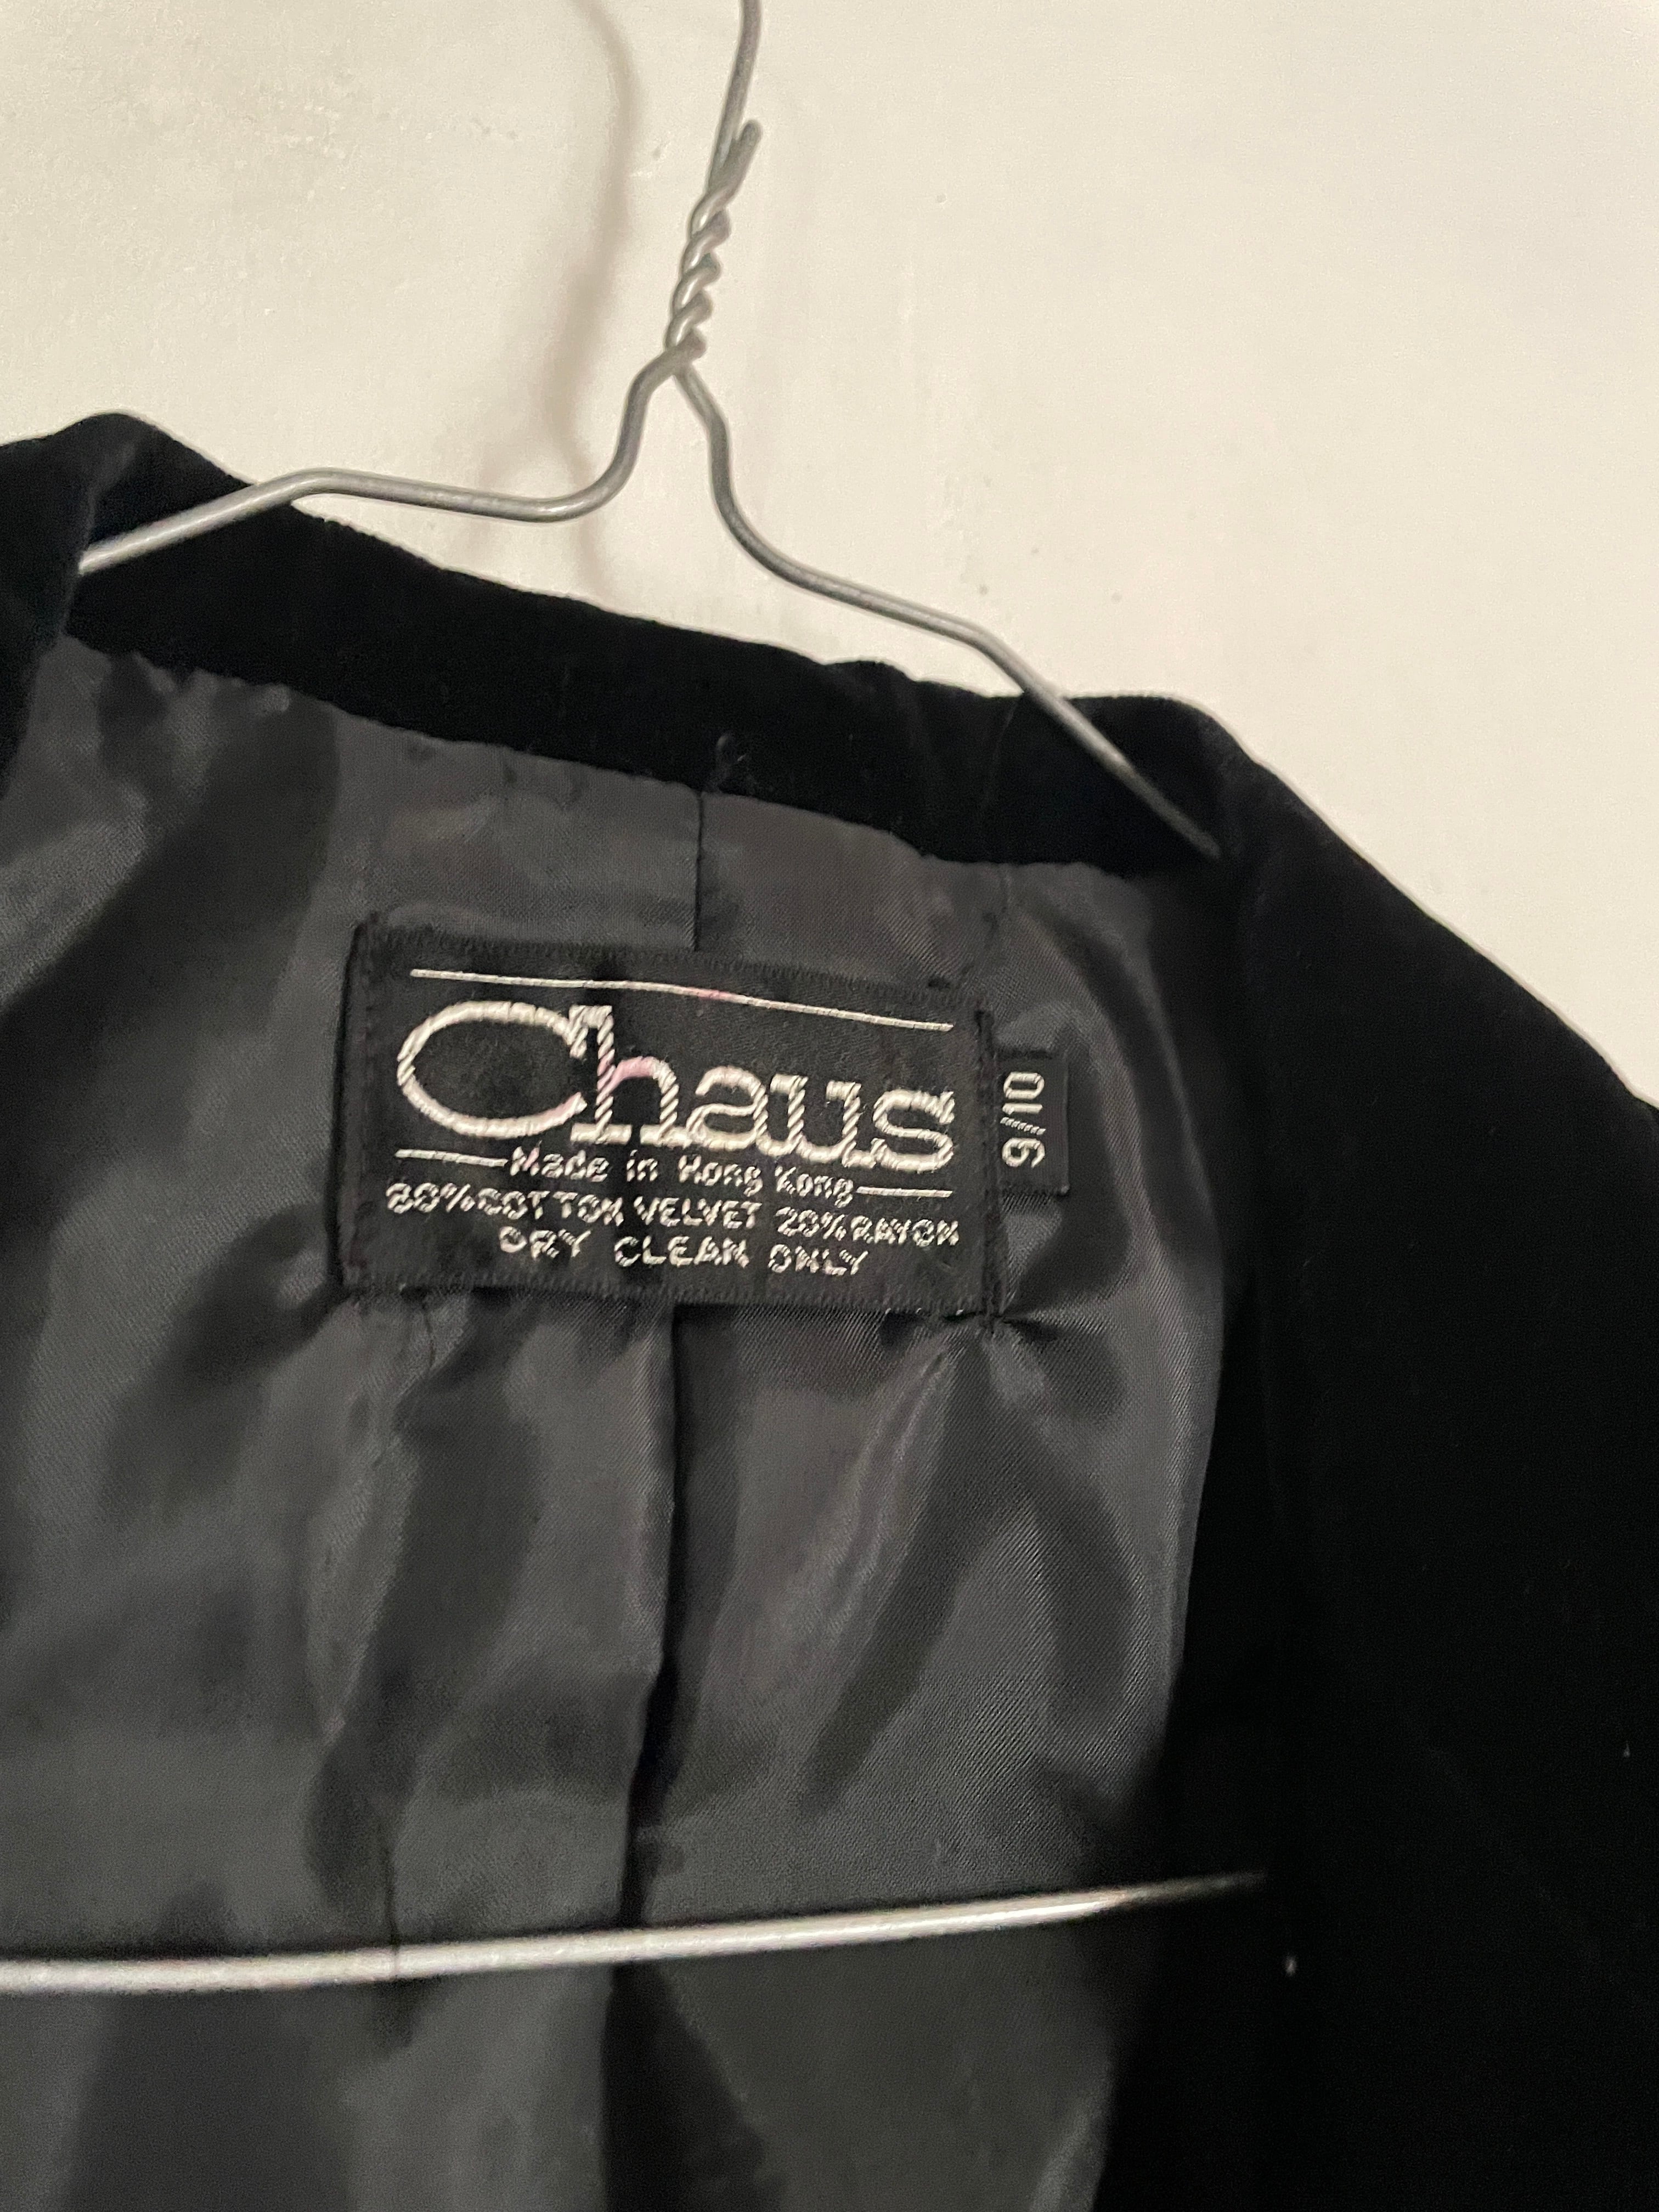 Chaus
Made in Hong Kong
80%COTTON VELVET 20%RAYON
DRY CLEAN ONLY
9/10